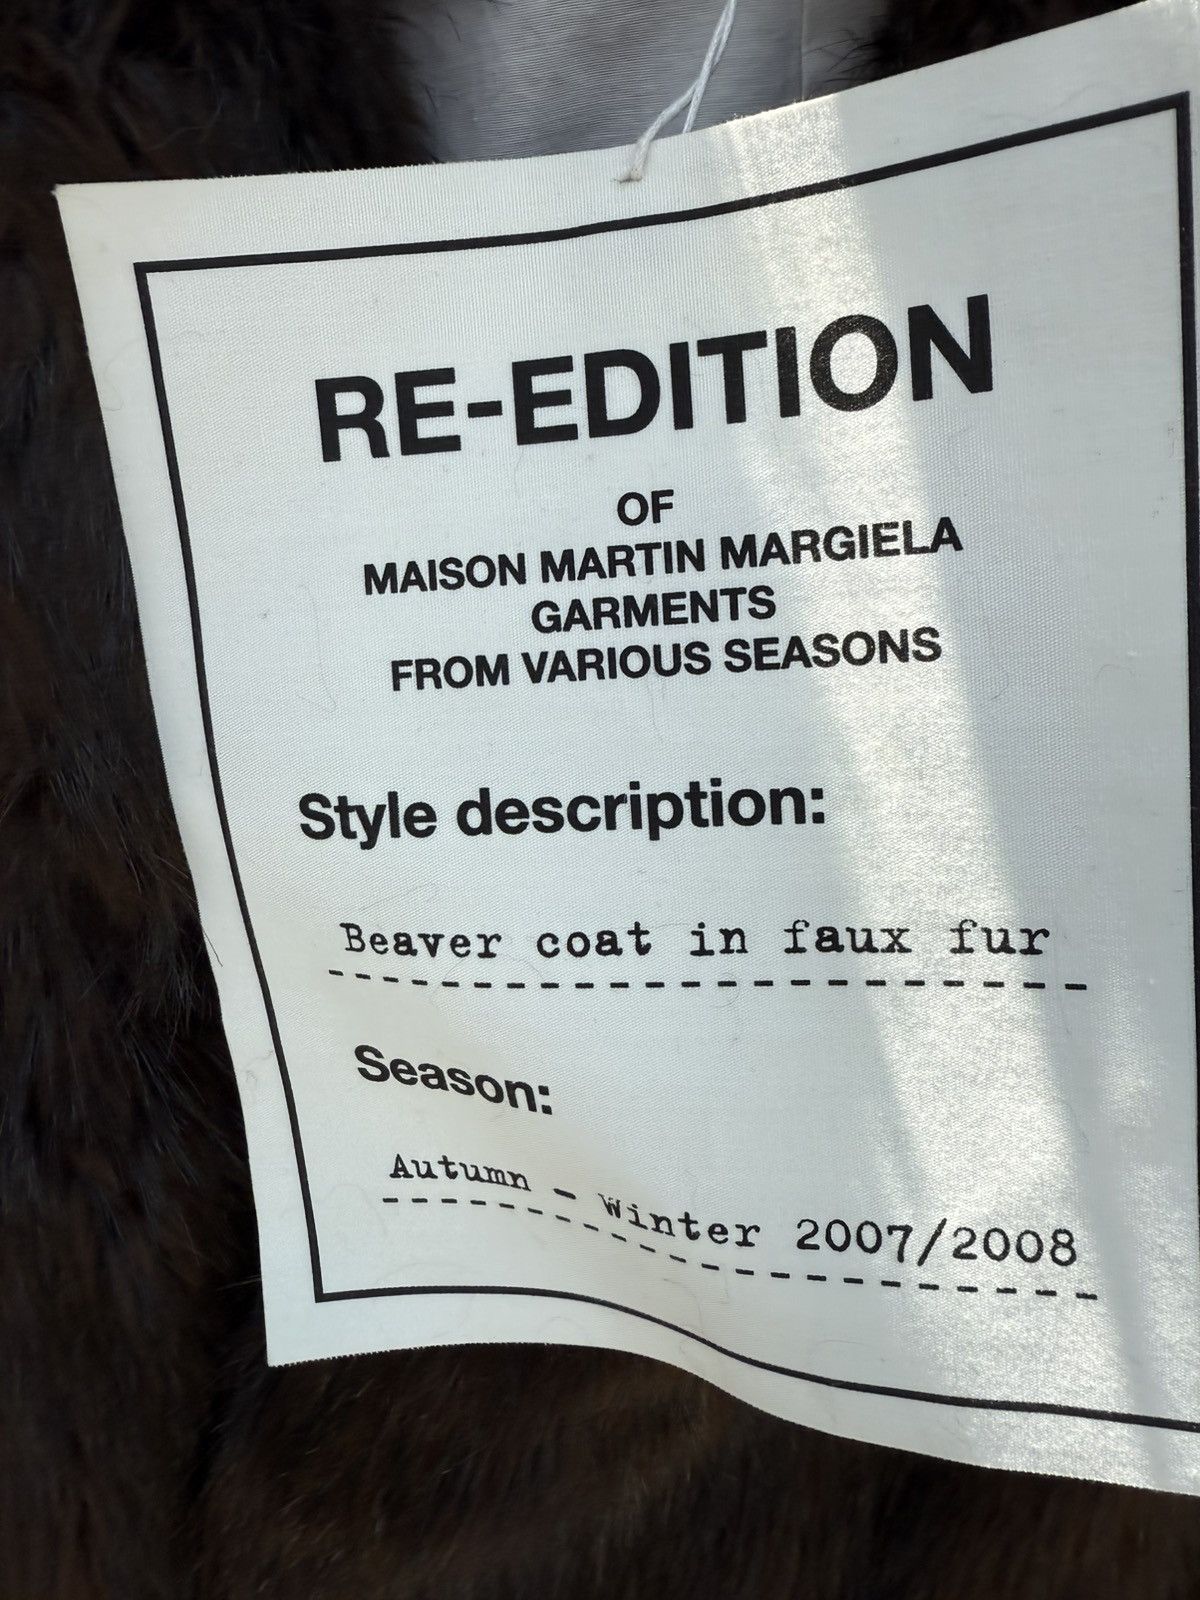 RE-EDITION
OF
MAISON MARTIN MARGIELA
GARMENTS
FROM VARIOUS SEASONS
Style description:
Beaver coat in faux fur
Season:
Autumn - Winter 2007/2008